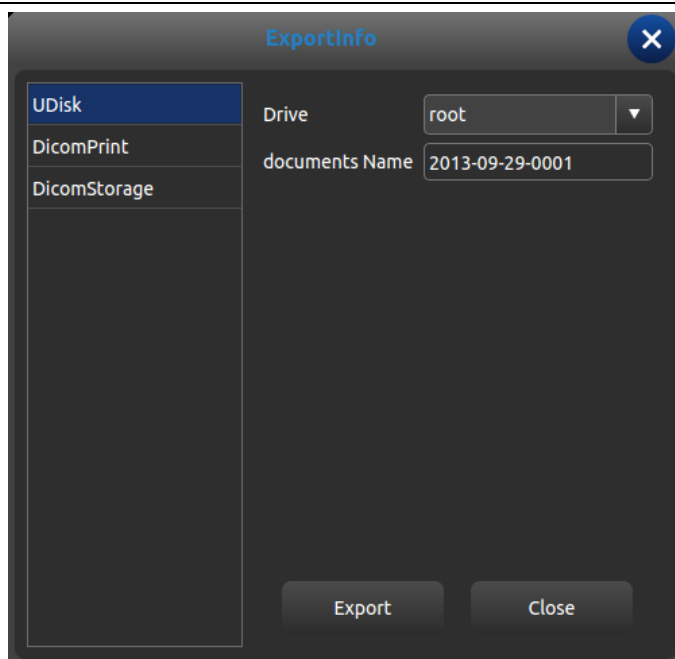 ExportInfo
UDisk
DicomPrint
DicomStorage
Drive root
documents Name 2013-09-29-0001
Export Close